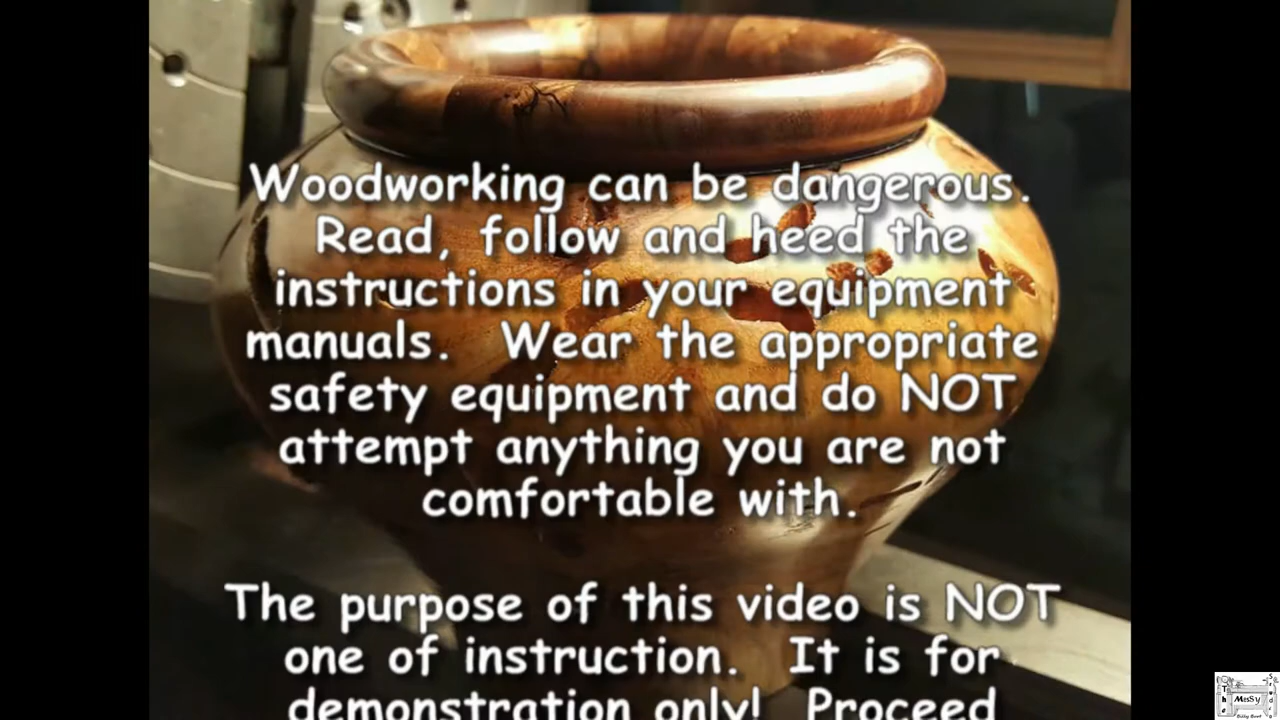 Woodworking can be dangerous.
Read, follow and heed the
instructions in your equipment
manuals. Wear the appropriate
safety equipment and do NOT
attempt anything you are not
comfortable with.
The purpose of this video is NOT
one of instruction. It is for
demonstration only! Proceed